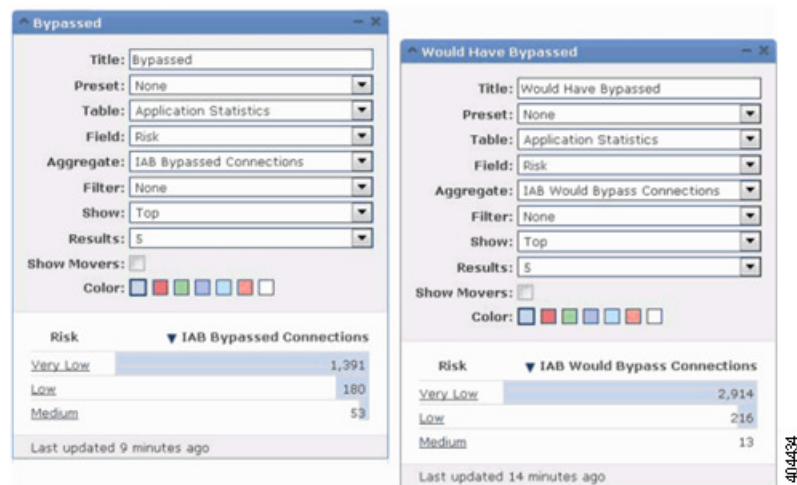 Bypassed
Title: Bypassed
Preset: None
Table: Application Statistics
Field: Risk
Aggregate: IAB Bypassed Connections
Filter: None
Show: Top
Results: 5
Show Movers:
Color:
Risk IAB Bypassed Connections
Very Low 1,391
Low 180
Medium 53
Last updated 9 minutes ago
Would Have Bypassed
Title: Would Have Bypassed
Preset: None
Table: Application Statistics
Field: Risk
Aggregate: IAB Would Bypass Connections
Filter: None
Show: Top
Results: 5
Show Movers:
Color:
Risk IAB Would Bypass Connections
Very Low 2,914
Low 216
Medium 13
Last updated 14 minutes ago
404434